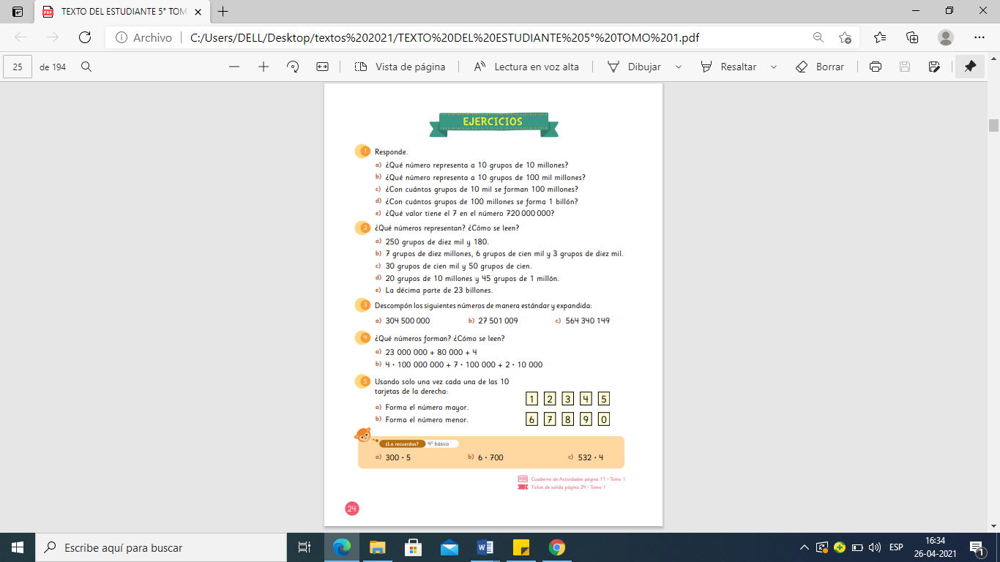 TEXTO DEL ESTUDIANTE 5° TOM
Archivo
C:/Users/DELL/Desktop/textos%202021/TEXTO%20DEL%20ESTUDIANTE%205°%20TOMO%201.pdf
25 de 194
Vista de página
Lectura en voz alta
Dibujar
Resaltar
Borrar
EJERCICIOS
1 Responde.
a) ¿Qué número representa a 10 grupos de 10 millones?
b) ¿Qué número representa a 10 grupos de 100 mil millones?
c) ¿Con cuántos grupos de 10 mil se forman 100 millones?
d) ¿Con cuántos grupos de 100 millones se forma 1 billón?
e) ¿Qué valor tiene el 7 en el número 720 000 000?
2 ¿Qué números representan? ¿Cómo se leen?
a) 250 grupos de diez mil y 180.
b) 7 grupos de diez millones, 6 grupos de cien mil y 3 grupos de diez mil.
c) 30 grupos de cien mil y 50 grupos de cien.
d) 20 grupos de 10 millones y 45 grupos de 1 millón.
e) La décima parte de 23 billones.
3 Descompón los siguientes números de manera estándar y expandida:
a) 304 500 000 b) 27 501 009 c) 564 340 149
4 ¿Qué números forman? ¿Cómo se leen?
a) 23 000 000 + 80 000 + 4
b) 4 • 100 000 000 + 7 • 100 000 + 2 • 10 000
5 Usando solo una vez cada una de las 10
tarjetas de la derecha:
a) Forma el número mayor.
b) Forma el número menor.
1 2 3 4 5
6 7 8 9 0
¿Lo recuerdas? 4° básico
a) 300 • 5 b) 6 • 700 c) 532 • 4
Cuaderno de Actividades página 11 • Tomo 1
Ticket de salida página 24 • Tomo 1
24
Escribe aquí para buscar
ESP
16:34
26-04-2021
1